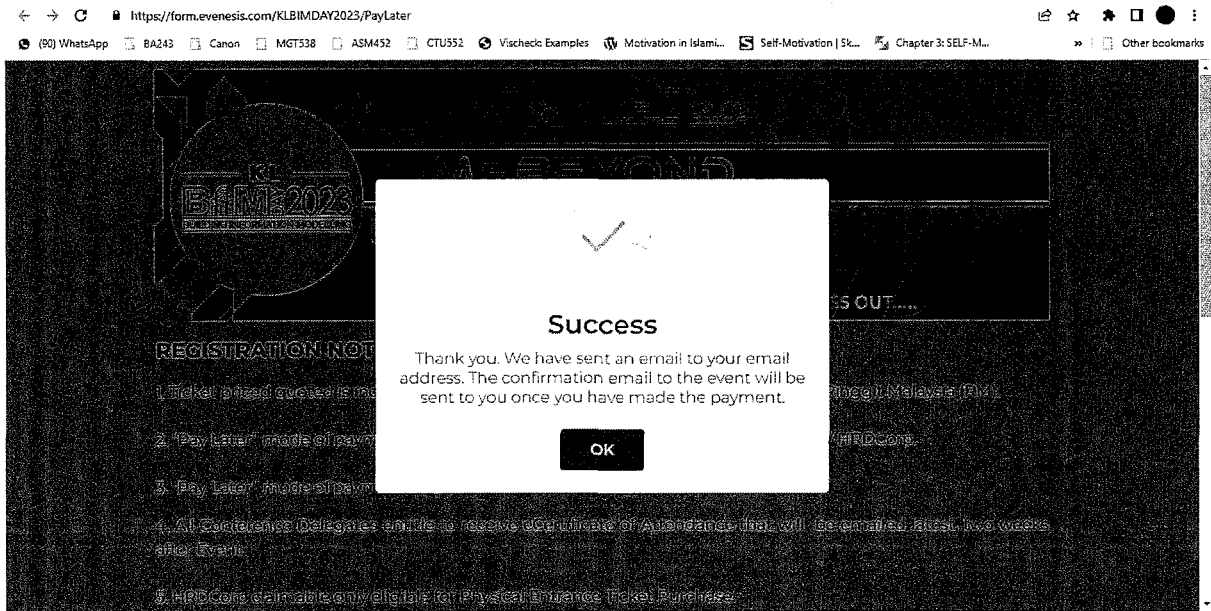 https://form.evenesis.com/KLBIMDAY2023/PayLater
(90) WhatsApp BA243 Canon MGT538 ASM452 CTU552 Vischeck: Examples Motivation in Islami... Self-Motivation | Sk... Chapter 3: SELF-M... » Other bookmarks
KL
BIM 2023
BEYOND
SS OUT.....
Success
REGISTRATION NOT
Thank you. We have sent an email to your email
address. The confirmation email to the event will be
sent to you once you have made the payment.
1. Ticket priced quoted is Ringgit Malaysia (RM).
OK
2. "Pay Later" mode of paym HRDCorp.
3. "Pay Later" mode of paym
4. All Conference Delegates entitle to receive eCertificate of Attendance that will be emailed latest, two weeks
after Event.
5. HRDCorp claimable only eligible for Physical Entrance Ticket Purchase